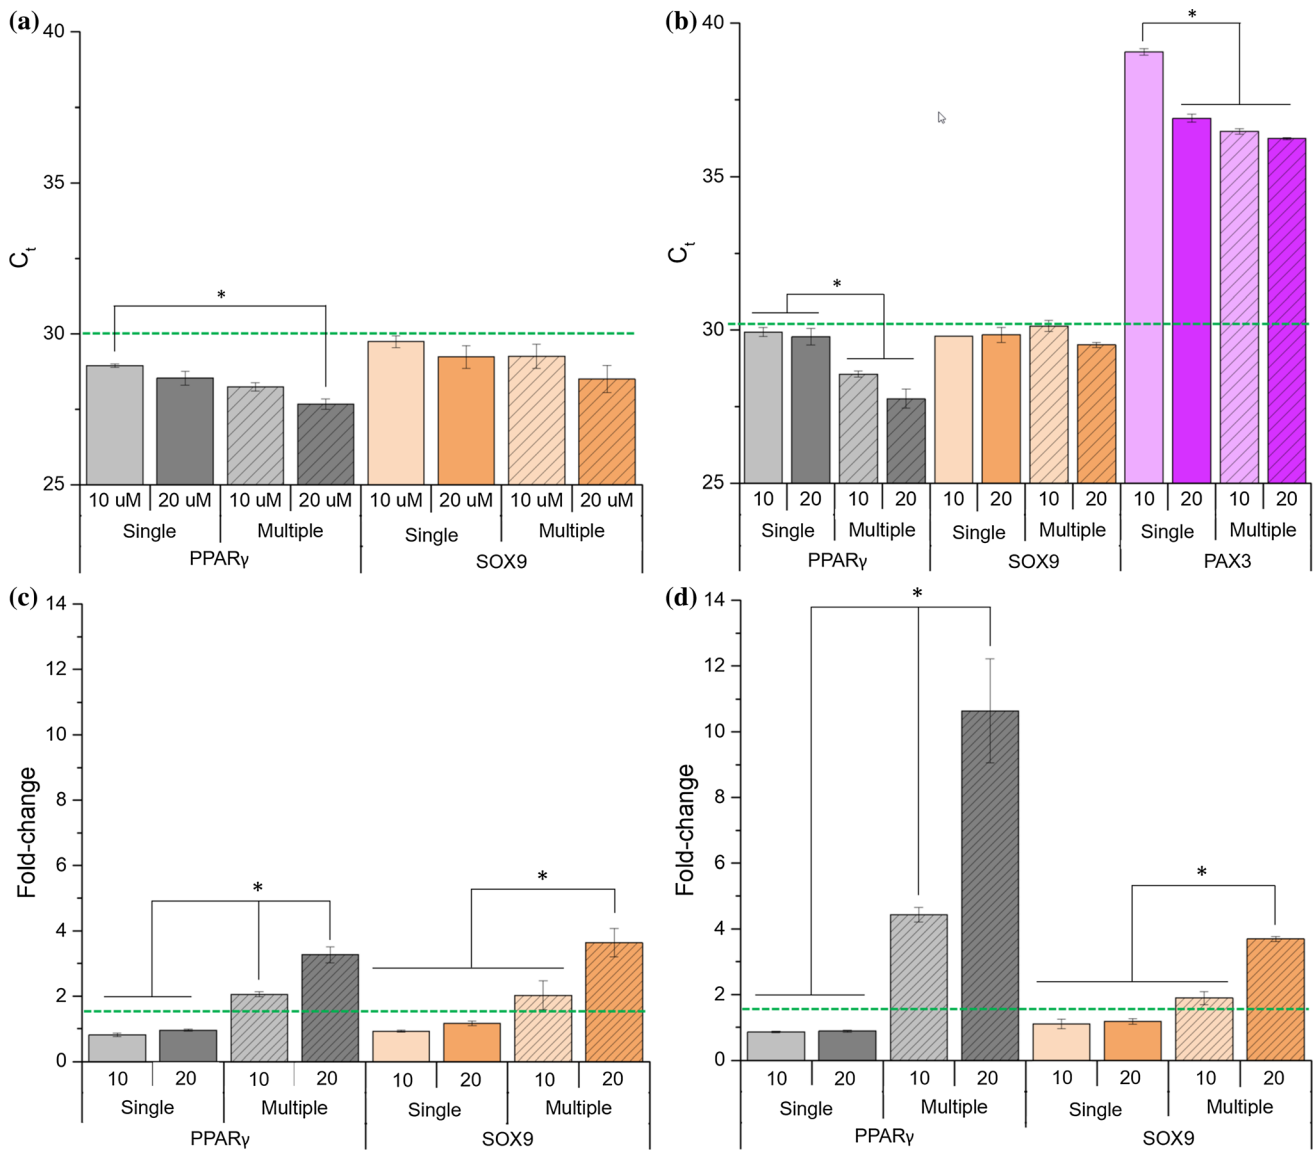 (a)
40
35
30
25
Ct
*
10 uM 20 uM 10 uM 20 uM 10 uM 20 uM 10 uM 20 uM
Single Multiple Single Multiple
PPARγ SOX9
(b)
40
35
30
25
Ct
*
*
10 20 10 20 10 20 10 20 10 20 10 20
Single Multiple Single Multiple Single Multiple
PPARγ SOX9 PAX3
(c)
14
12
10
8
6
4
2
0
Fold-change
*
*
10 20 10 20 10 20 10 20
Single Multiple Single Multiple
PPARγ SOX9
(d)
14
12
10
8
6
4
2
0
Fold-change
*
*
10 20 10 20 10 20 10 20
Single Multiple Single Multiple
PPARγ SOX9